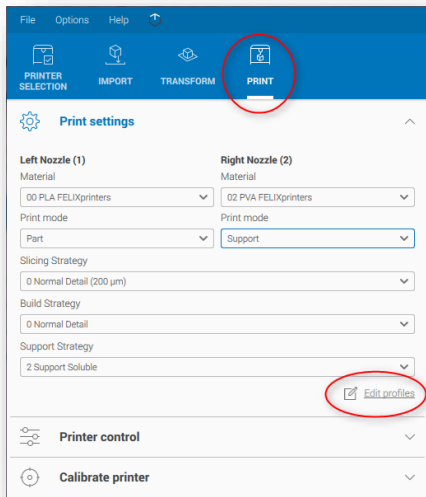 File Options Help
PRINTER SELECTION IMPORT TRANSFORM PRINT
Print settings
Left Nozzle (1) Right Nozzle (2)
Material Material
00 PLA FELIXprinters 02 PVA FELIXprinters
Print mode Print mode
Part Support
Slicing Strategy
0 Normal Detail (200 μm)
Build Strategy
0 Normal Detail
Support Strategy
2 Support Soluble
Edit profiles
Printer control
Calibrate printer